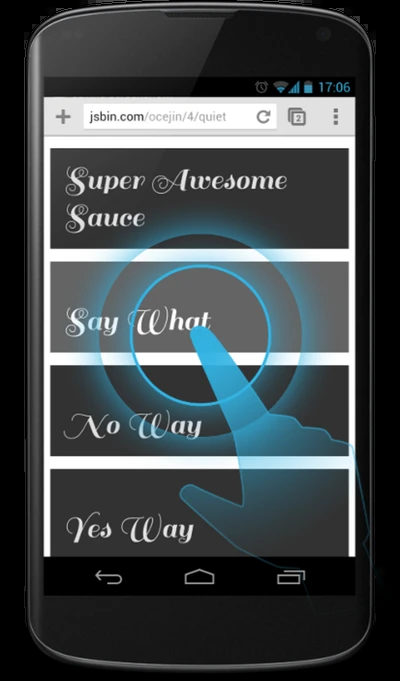 17:06
jsbin.com/ocejin/4/quiet
2
Super Awesome
Sauce
Say What
No Way
Yes Way